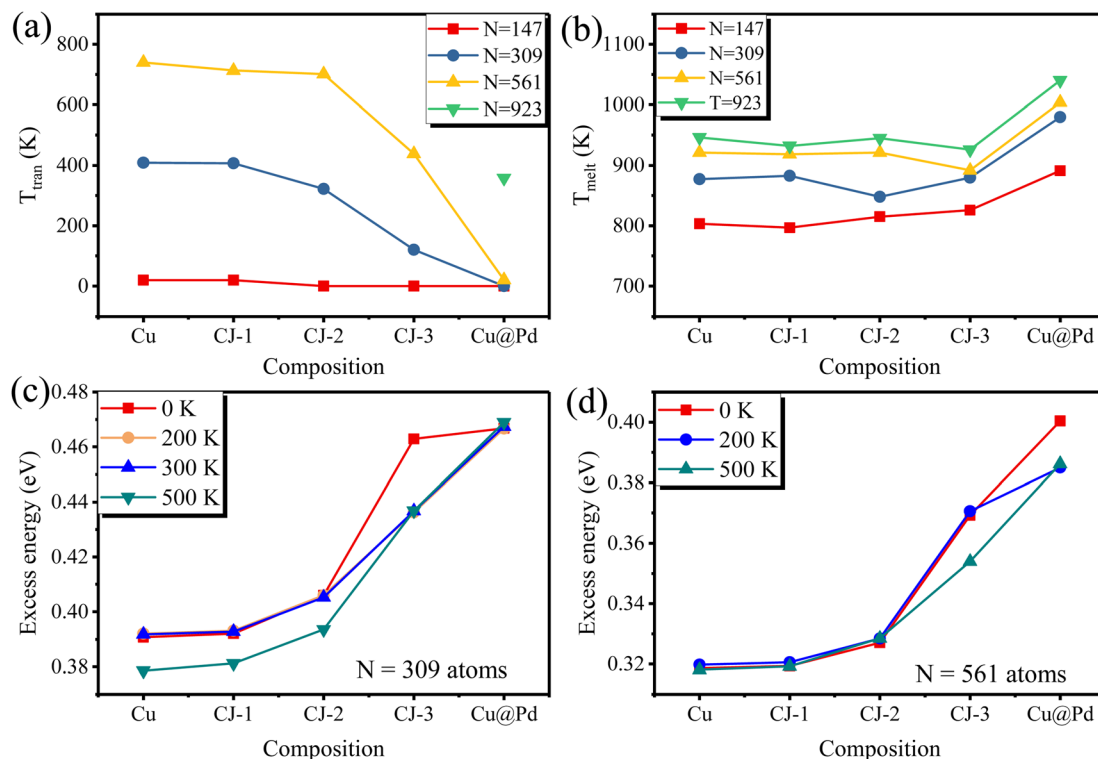 (a)
800
600
400
200
0
T_tran (K)
N=147
N=309
N=561
N=923
Cu CJ-1 CJ-2 CJ-3 Cu@Pd
Composition
(b)
1100
1000
900
800
700
T_melt (K)
N=147
N=309
N=561
T=923
Cu CJ-1 CJ-2 CJ-3 Cu@Pd
Composition
(c)
0.48
0.46
0.44
0.42
0.40
0.38
Excess energy (eV)
0 K
200 K
300 K
500 K
N = 309 atoms
Cu CJ-1 CJ-2 CJ-3 Cu@Pd
Composition
(d)
0.40
0.38
0.36
0.34
0.32
Excess energy (eV)
0 K
200 K
500 K
N = 561 atoms
Cu CJ-1 CJ-2 CJ-3 Cu@Pd
Composition